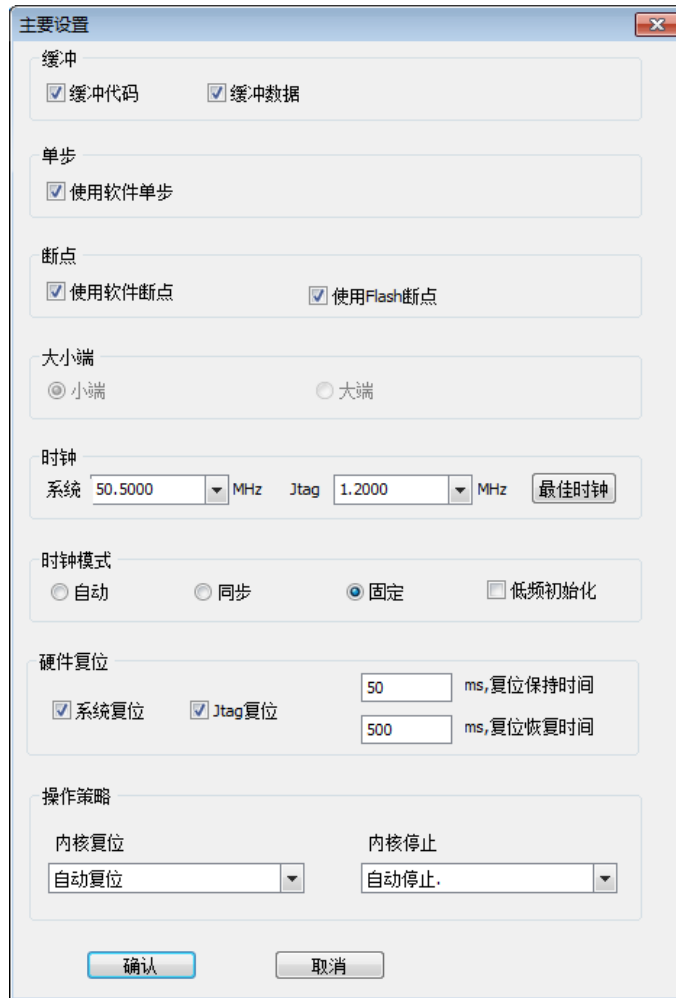 主要设置
缓冲
缓冲代码 缓冲数据
单步
使用软件单步
断点
使用软件断点 使用Flash断点
大小端
小端 大端
时钟
系统 50.5000 MHz Jtag 1.2000 MHz 最佳时钟
时钟模式
自动 同步 固定 低频初始化
硬件复位
系统复位 Jtag复位
50 ms,复位保持时间
500 ms,复位恢复时间
操作策略
内核复位 内核停止
自动复位 自动停止.
确认 取消